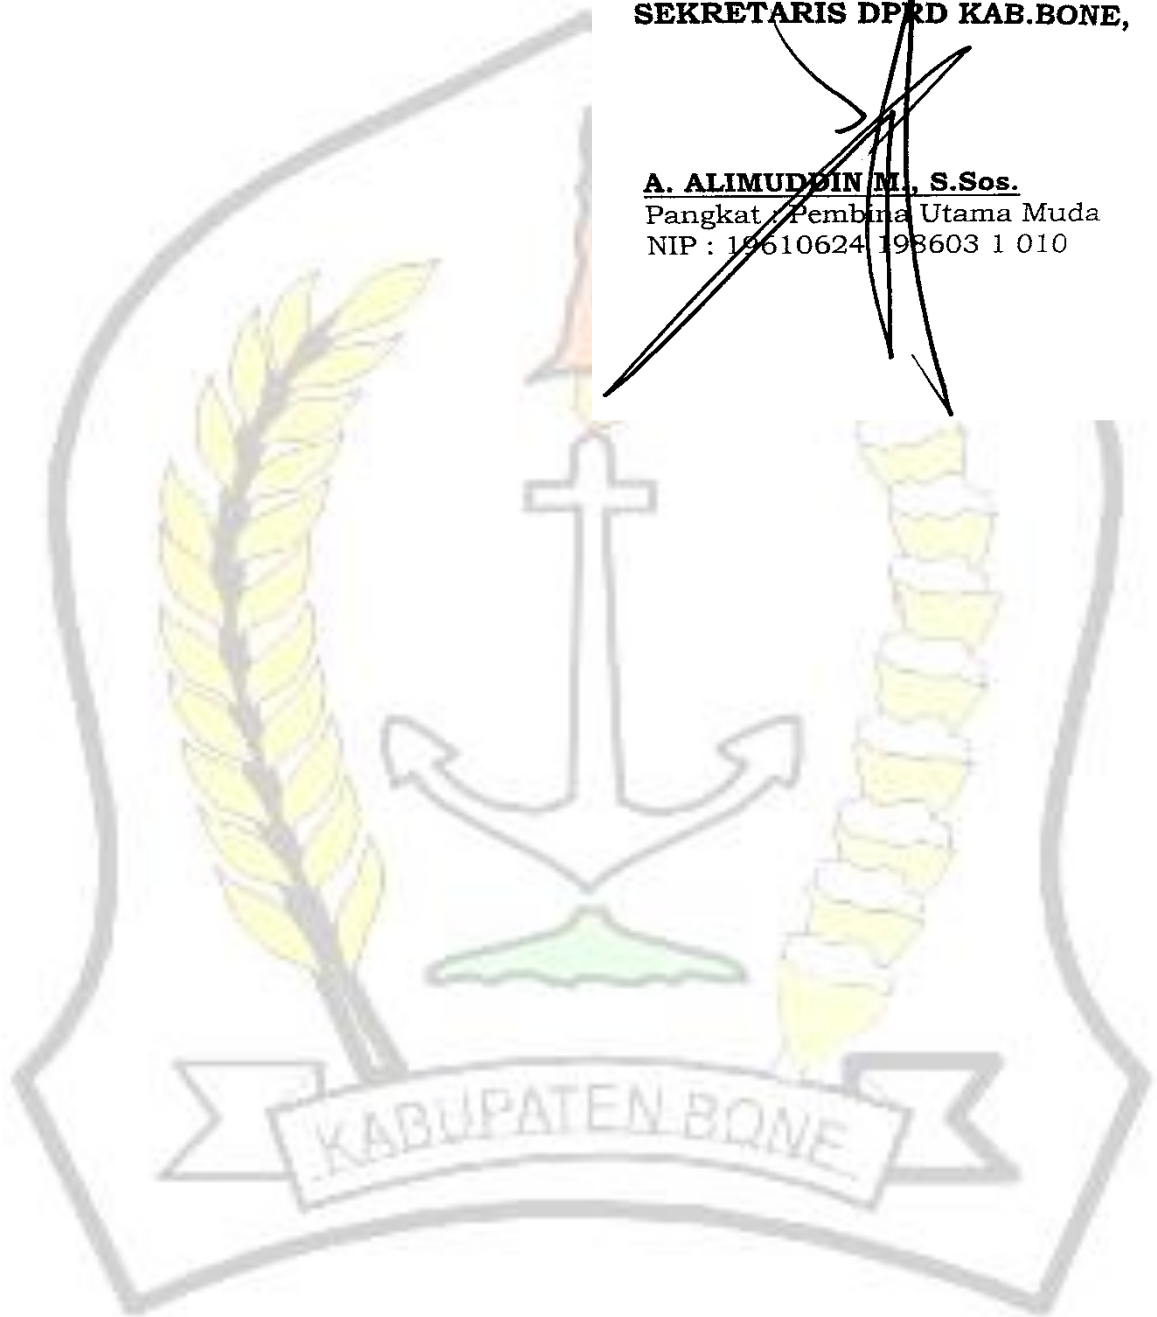 SEKRETARIS DPRD KAB.BONE,
A. ALIMUDDIN M., S.Sos.
Pangkat : Pembina Utama Muda
NIP : 19610624 198603 1 010
KABUPATEN BONE